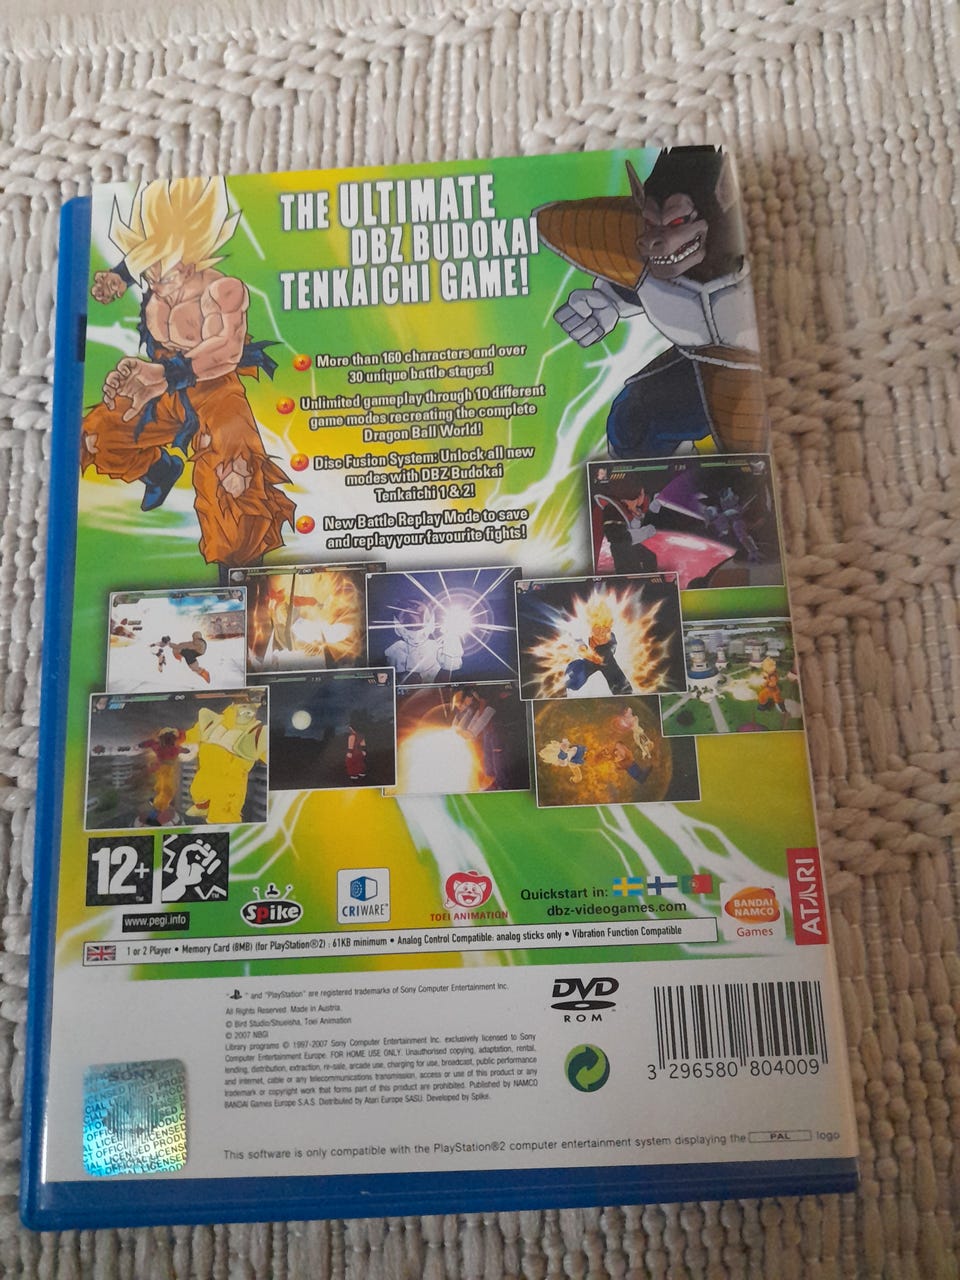 THE ULTIMATE
DBZ BUDOKAI
TENKAICHI GAME!
More than 160 characters and over
30 unique battle stages!
Unlimited gameplay through 10 different
game modes recreating the complete
Dragon Ball World!
Disc Fusion System: Unlock all new
modes with DBZ Budokai
Tenkaichi 1 & 2!
New Battle Replay Mode to save
and replay your favourite fights!
12+
www.pegi.info
Spike
CRIWARE™
TOEI ANIMATION
Quickstart in:
dbz-videogames.com
BANDAI
NAMCO
Games
ATARI
1 or 2 Player • Memory Card (8MB) (for PlayStation®2) : 61KB minimum • Analog Control Compatible: analog sticks only • Vibration Function Compatible
" " and "PlayStation" are registered trademarks of Sony Computer Entertainment Inc.
All Rights Reserved. Made in Austria.
© Bird Studio/Shueisha, Toei Animation
© 2007 NBGI
Library programs © 1997-2007 Sony Computer Entertainment Inc. exclusively licensed to Sony
Computer Entertainment Europe. FOR HOME USE ONLY. Unauthorised copying, adaptation, rental,
lending, distribution, extraction, re-sale, arcade use, charging for use, broadcast, public performance
and internet, cable or any telecommunications transmission, access or use of this product or any
trademark or copyright work that forms part of this product are prohibited. Published by NAMCO
BANDAI Games Europe S.A.S. Distributed by Atari Europe SASU. Developed by Spike.
DVD
ROM
3 296580 804009
SONY
This software is only compatible with the PlayStation®2 computer entertainment system displaying the PAL logo